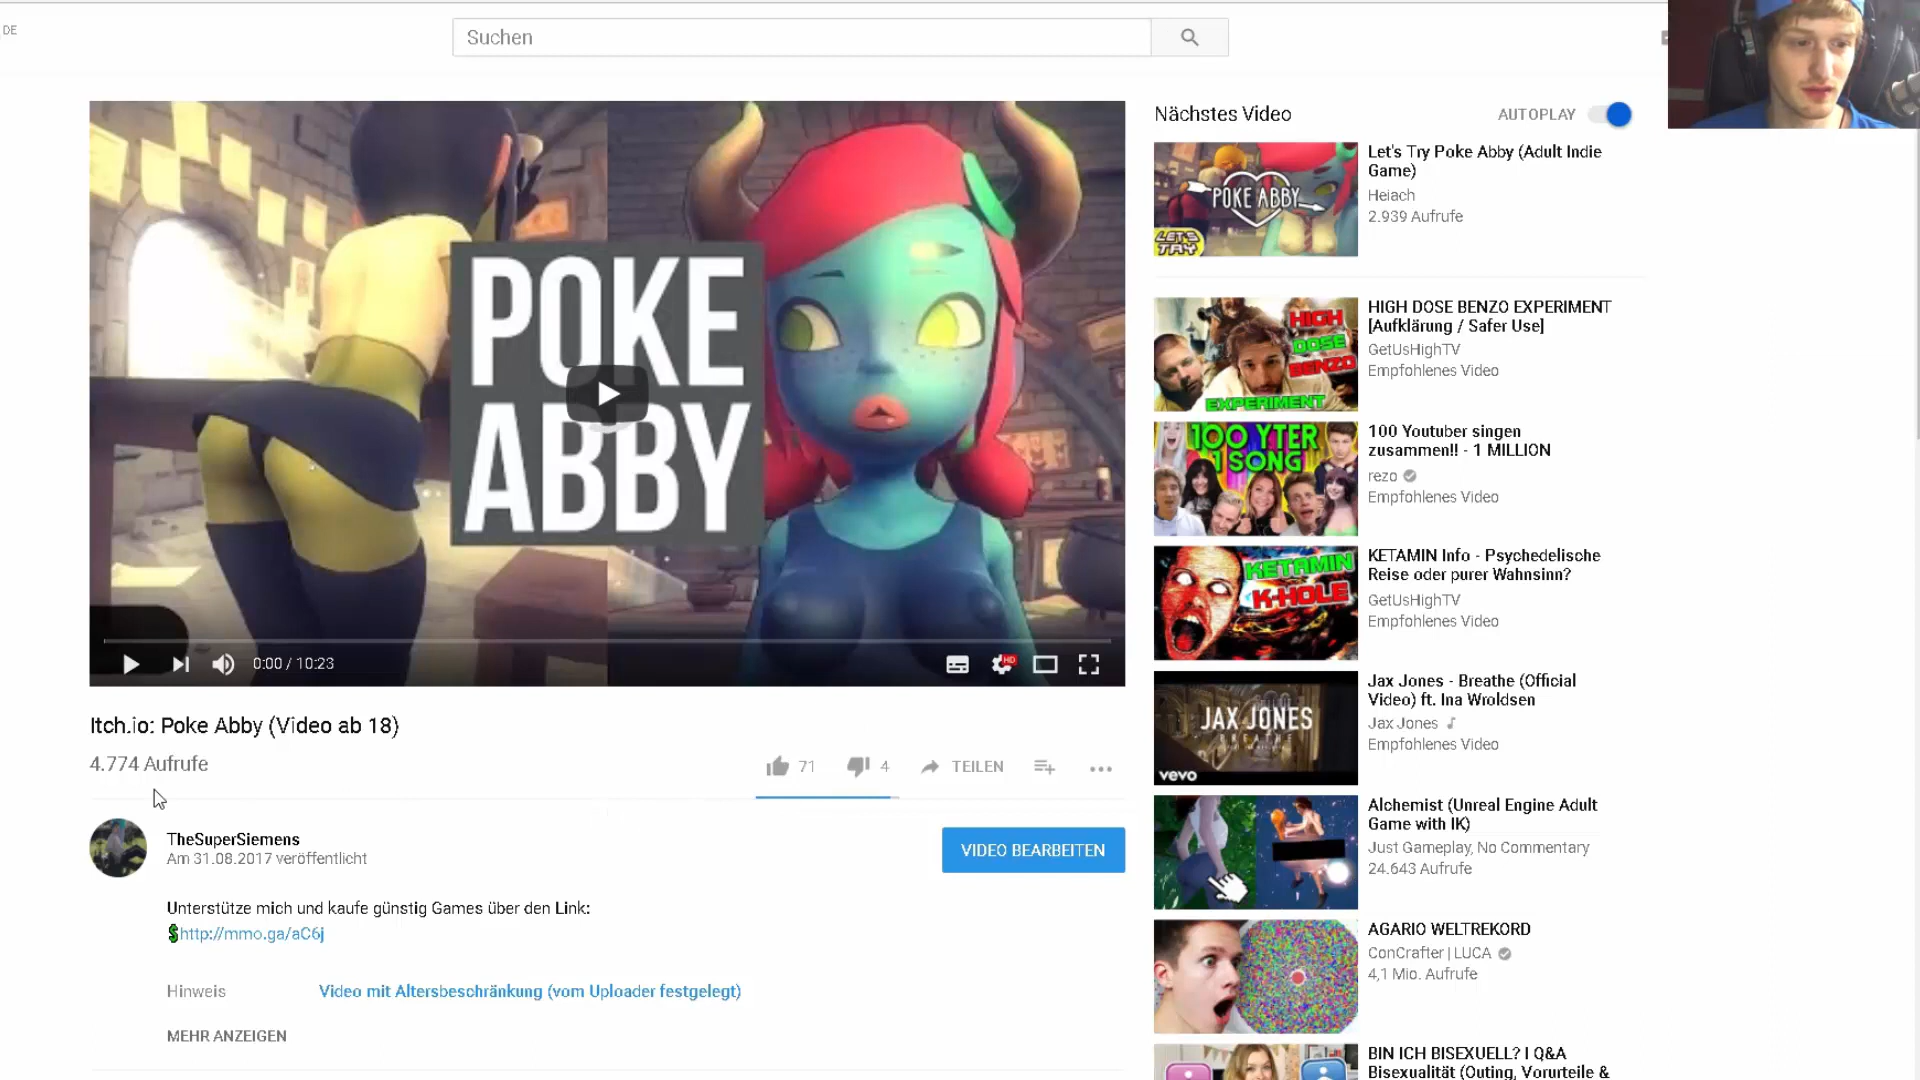 DE
Suchen
POKE
ABBY
0:00 / 10:23
HD
Itch.io: Poke Abby (Video ab 18)
4.774 Aufrufe
71
4
TEILEN
TheSuperSiemens
Am 31.08.2017 veröffentlicht
VIDEO BEARBEITEN
Unterstütze mich und kaufe günstig Games über den Link:
http://mmo.ga/aC6j
Hinweis
Video mit Altersbeschränkung (vom Uploader festgelegt)
MEHR ANZEIGEN
Nächstes Video
AUTOPLAY
POKE ABBY
LET'S
TRY
Let's Try Poke Abby (Adult Indie
Game)
Heiach
2.939 Aufrufe
HIGH
DOSE
BENZO
EXPERIMENT
HIGH DOSE BENZO EXPERIMENT
[Aufklärung / Safer Use]
GetUsHighTV
Empfohlenes Video
100 YTER
1 SONG
100 Youtuber singen
zusammen!! - 1 MILLION
rezo
Empfohlenes Video
KETAMIN
K-HOLE
KETAMIN Info - Psychedelische
Reise oder purer Wahnsinn?
GetUsHighTV
Empfohlenes Video
JAX JONES
BREATHE
vevo
Jax Jones - Breathe (Official
Video) ft. Ina Wroldsen
Jax Jones
Empfohlenes Video
Alchemist (Unreal Engine Adult
Game with IK)
Just Gameplay, No Commentary
24.643 Aufrufe
AGARIO WELTREKORD
ConCrafter | LUCA
4,1 Mio. Aufrufe
BIN ICH BISEXUELL? I Q&A
Bisexualität (Outing, Vorurteile &